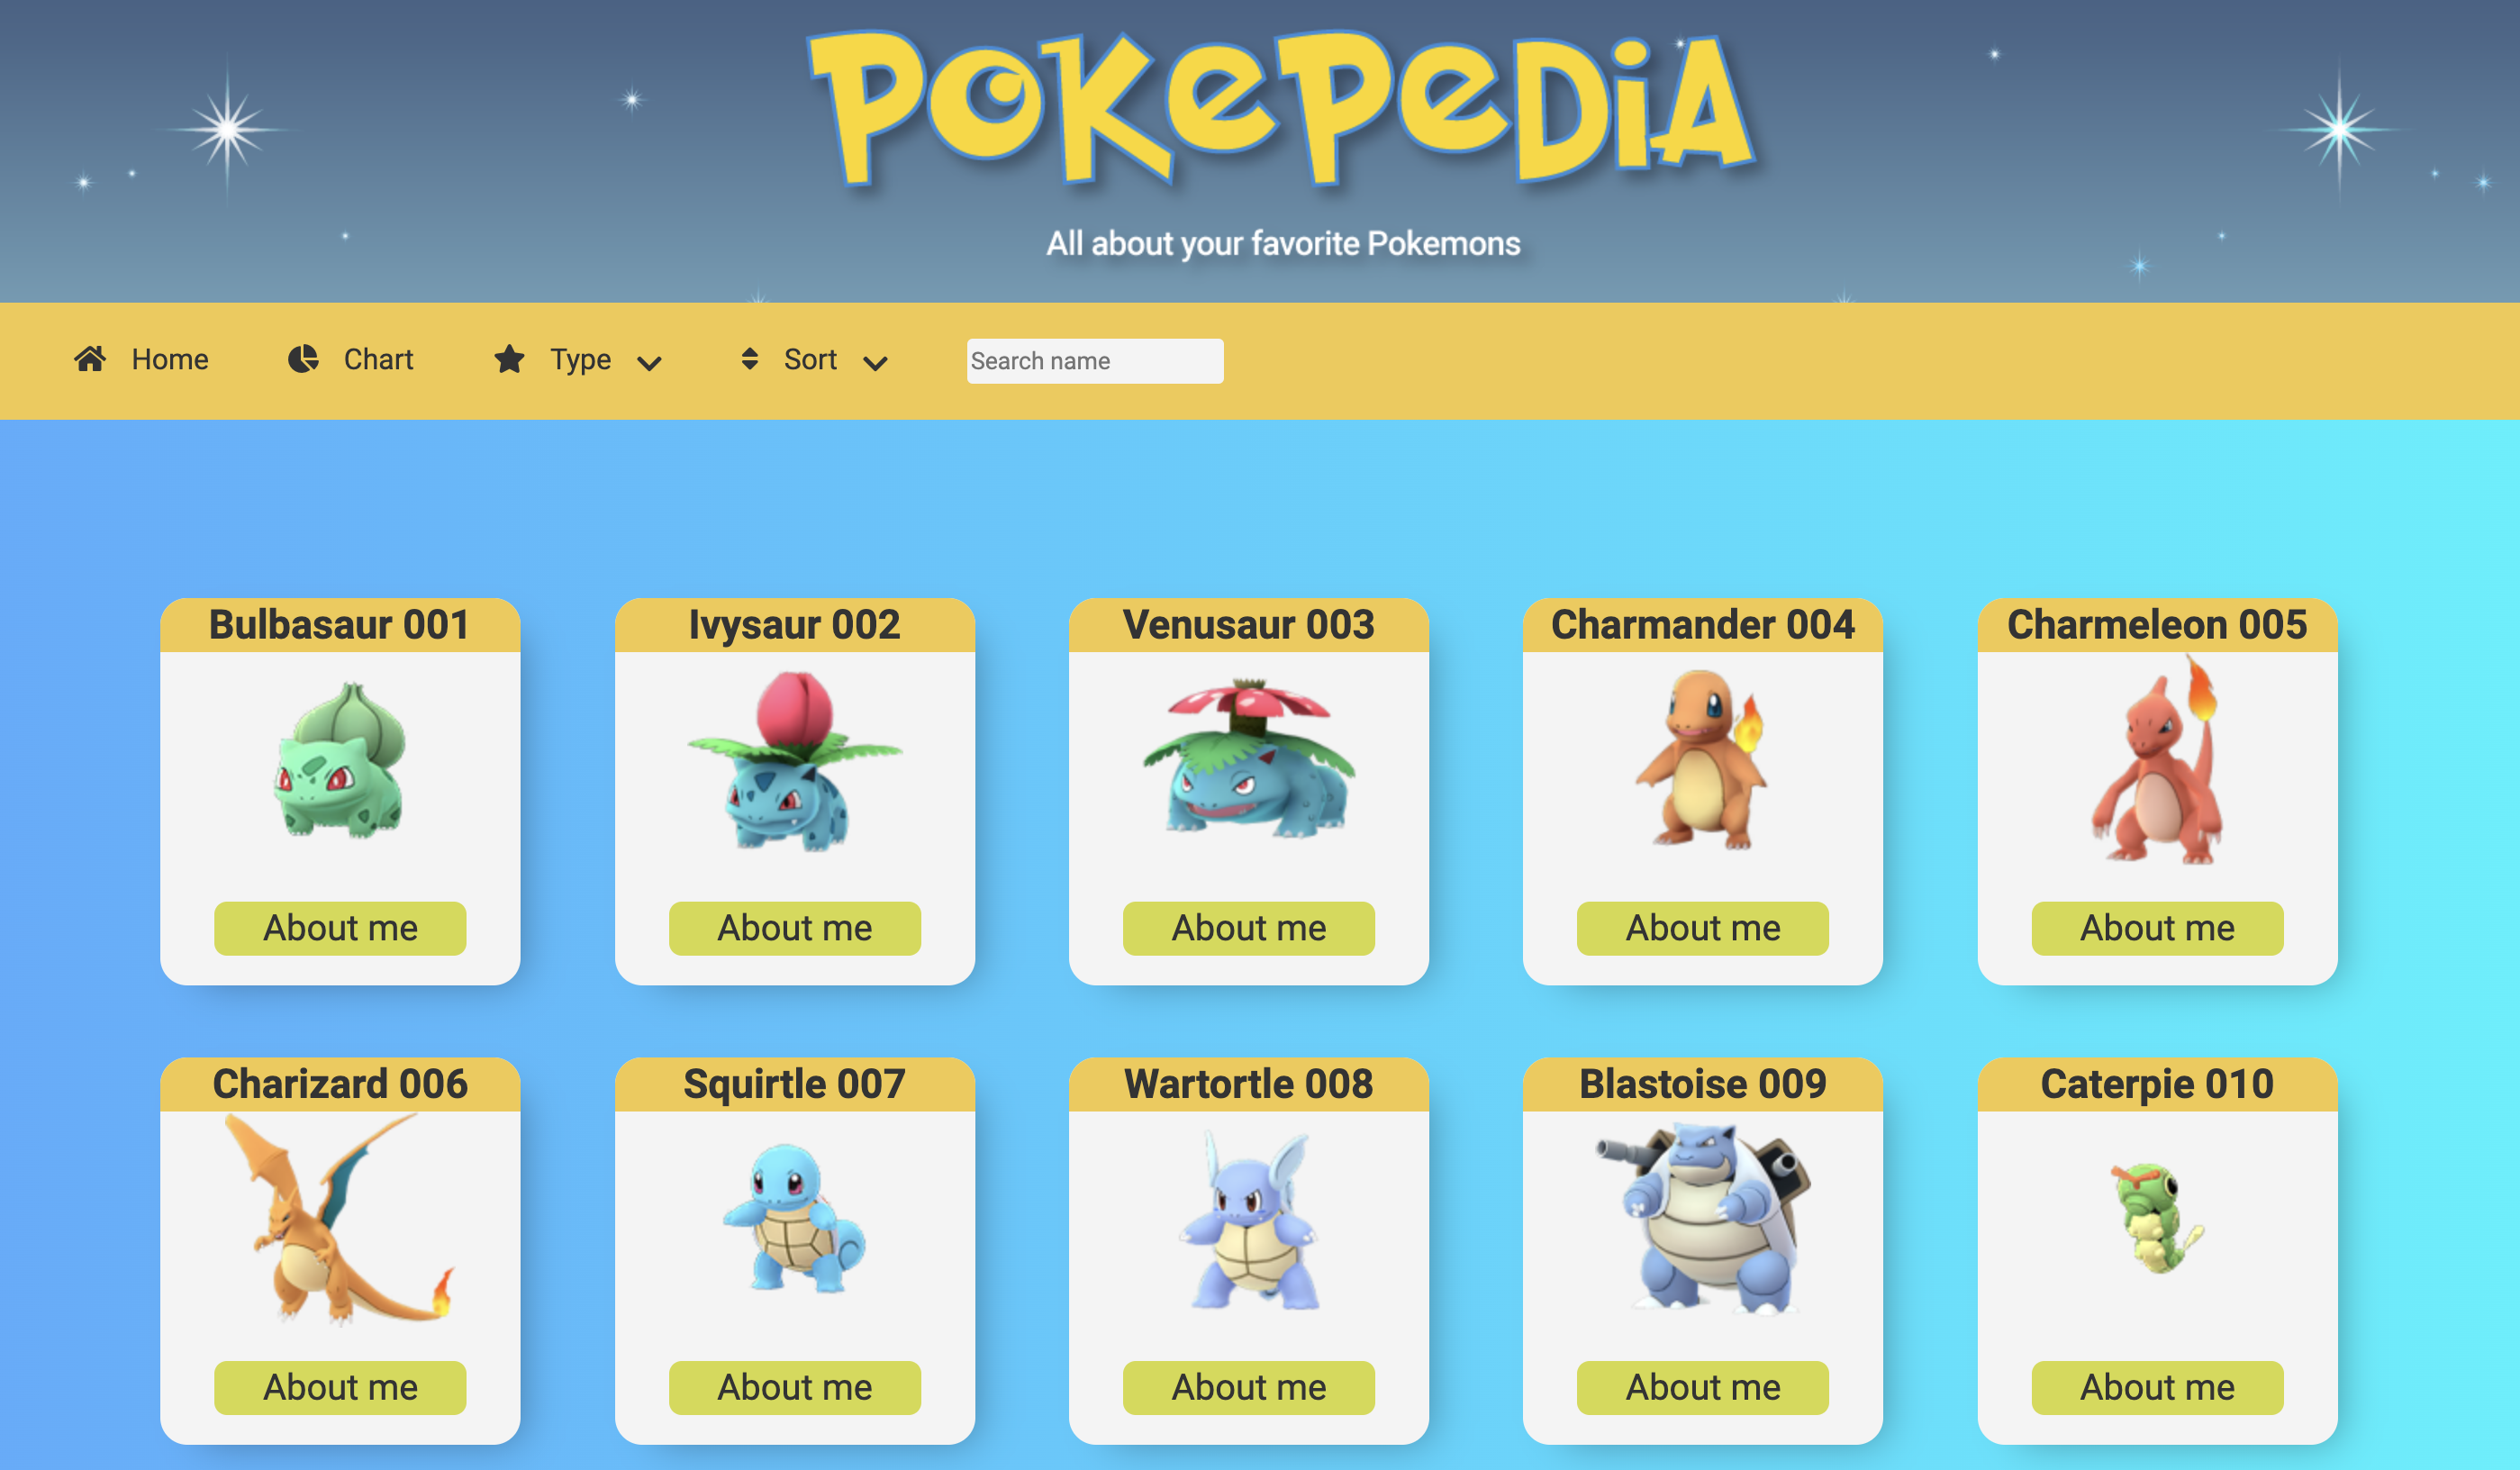 POKEPEDIA
All about your favorite Pokemons
Home Chart Type Sort Search name
Bulbasaur 001 Ivysaur 002 Venusaur 003 Charmander 004 Charmeleon 005
About me About me About me About me About me
Charizard 006 Squirtle 007 Wartortle 008 Blastoise 009 Caterpie 010
About me About me About me About me About me